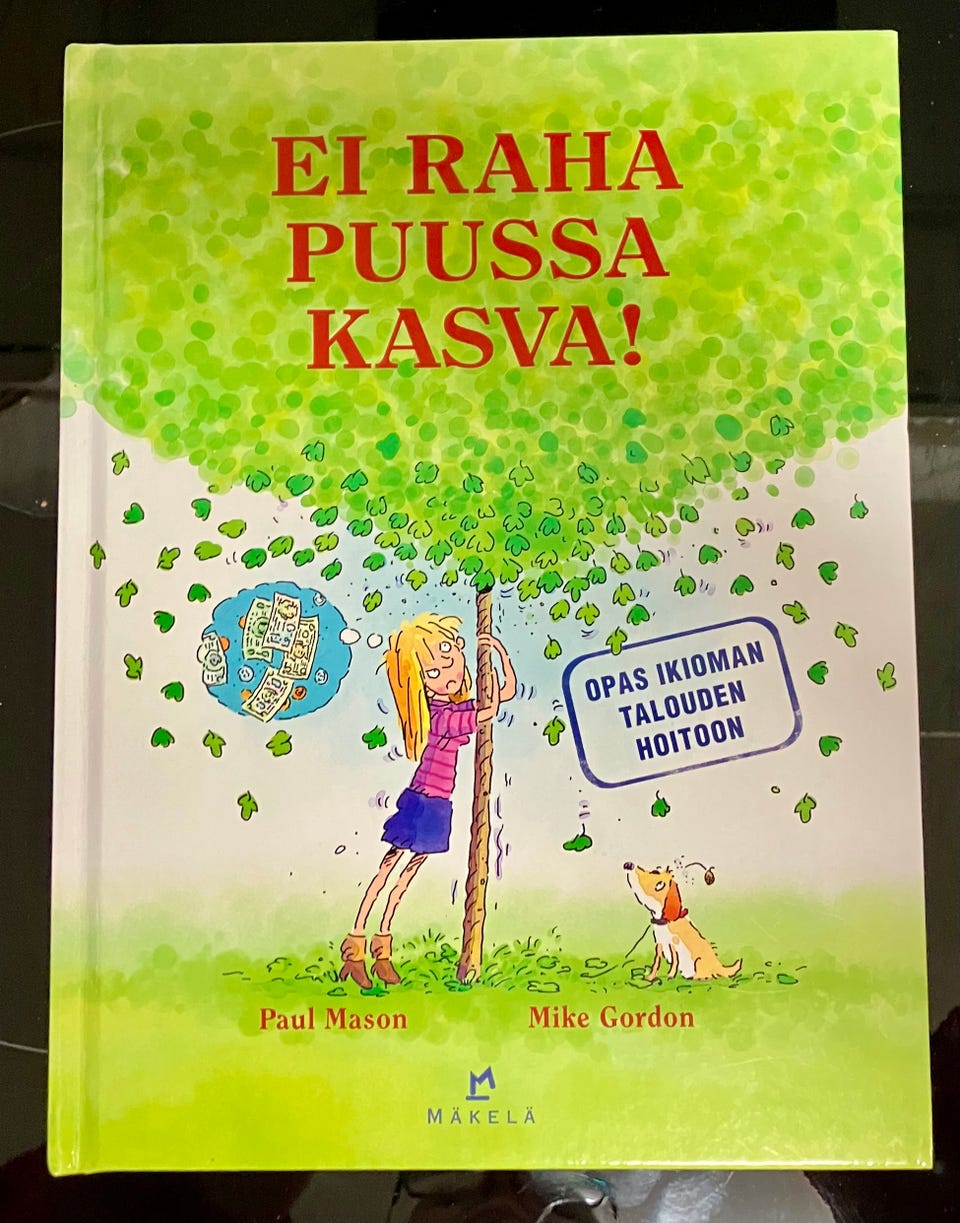 EI RAHA
PUUSSA
KASVA!
OPAS IKIOMAN
TALOUDEN
HOITOON
Paul Mason Mike Gordon
M
MÄKELÄ